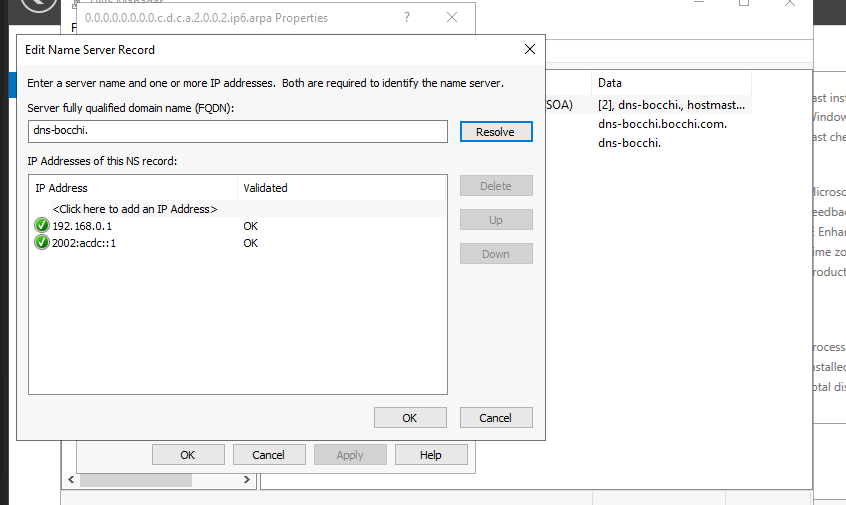 DNS Manager
0.0.0.0.0.0.0.0.c.d.c.a.2.0.0.2.ip6.arpa Properties
?
F
Edit Name Server Record
Enter a server name and one or more IP addresses. Both are required to identify the name server.
Server fully qualified domain name (FQDN):
dns-bocchi.
Resolve
IP Addresses of this NS record:
IP Address Validated
<Click here to add an IP Address>
192.168.0.1 OK
2002:acdc::1 OK
Delete
Up
Down
OK Cancel
OK Cancel Apply Help
Data
SOA) [2], dns-bocchi., hostmast...
dns-bocchi.bocchi.com.
dns-bocchi.
ast inst
Window
ast che
Microso
eedbac
E Enhar
ime zo
roduct
rocess
nstalled
otal dis